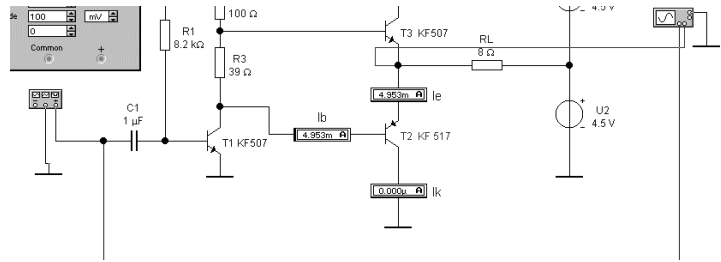 de 100 mV
0
Common +
100 Ω
R1
8.2 kΩ
R3
39 Ω
T3 KF507
RL
8 Ω
4.5 V
4.953m A Ie
C1
1 µF
U2
4.5 V
Ib
4.953m A
T1 KF507
T2 KF 517
0.000µ A Ik